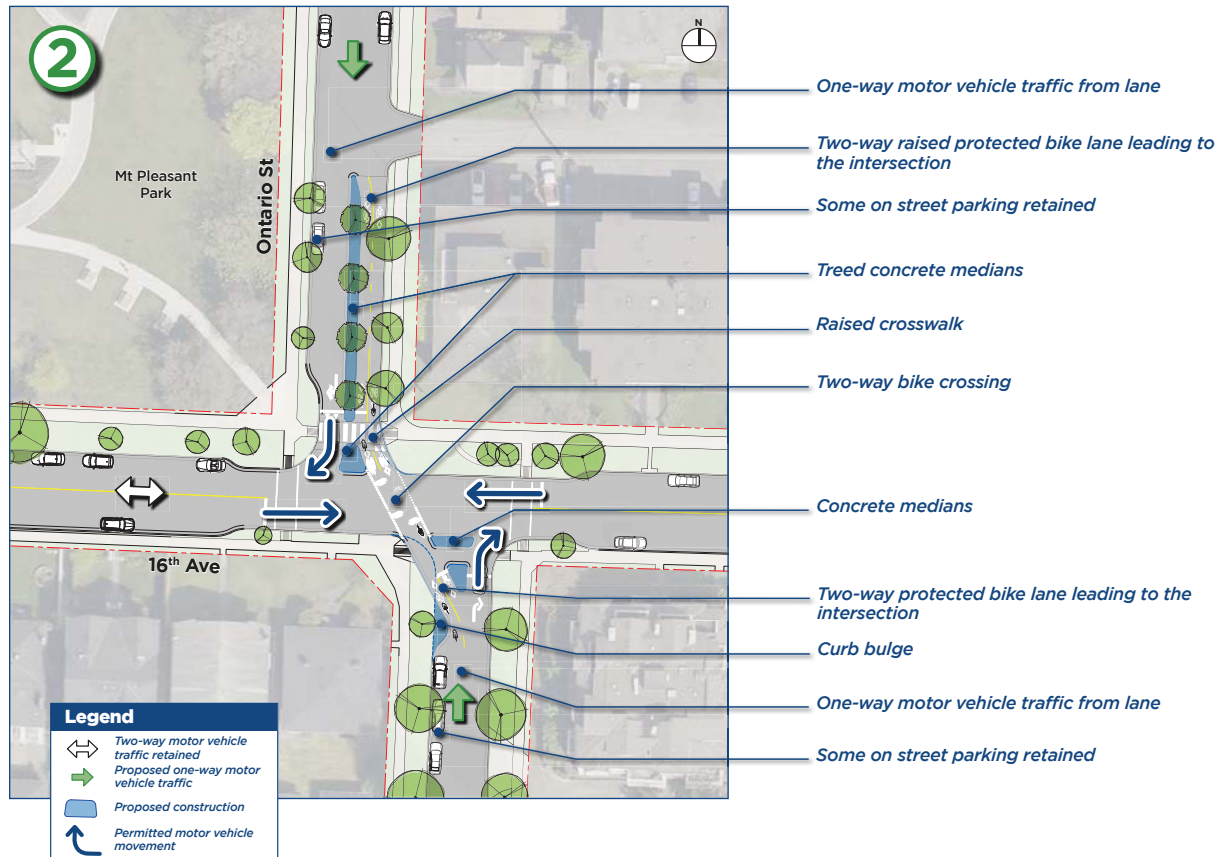 2
N
One-way motor vehicle traffic from lane
Two-way raised protected bike lane leading to
the intersection
Mt Pleasant
Park
Ontario St
Some on street parking retained
Treed concrete medians
Raised crosswalk
Two-way bike crossing
Concrete medians
16th Ave
Two-way protected bike lane leading to the
intersection
Curb bulge
One-way motor vehicle traffic from lane
Some on street parking retained
Legend
Two-way motor vehicle
traffic retained
Proposed one-way motor
vehicle traffic
Proposed construction
Permitted motor vehicle
movement